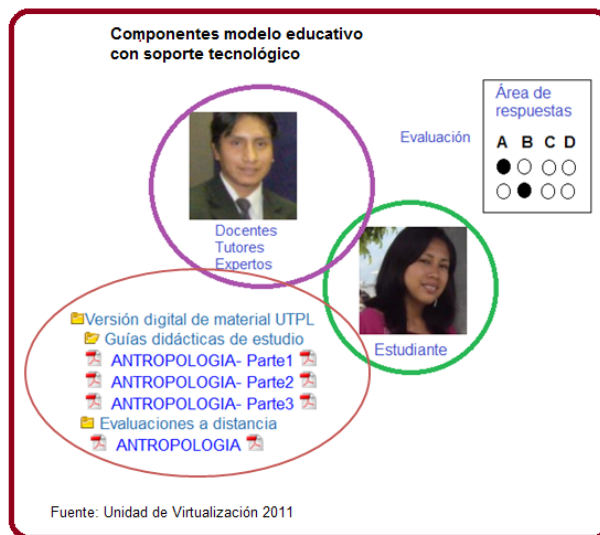 Componentes modelo educativo
con soporte tecnológico
Evaluación
Área de
respuestas
A B C D
Docentes
Tutores
Expertos
Estudiante
Versión digital de material UTPL
Guías didácticas de estudio
ANTROPOLOGIA- Parte1
ANTROPOLOGIA- Parte2
ANTROPOLOGIA- Parte3
Evaluaciones a distancia
ANTROPOLOGIA
Fuente: Unidad de Virtualización 2011